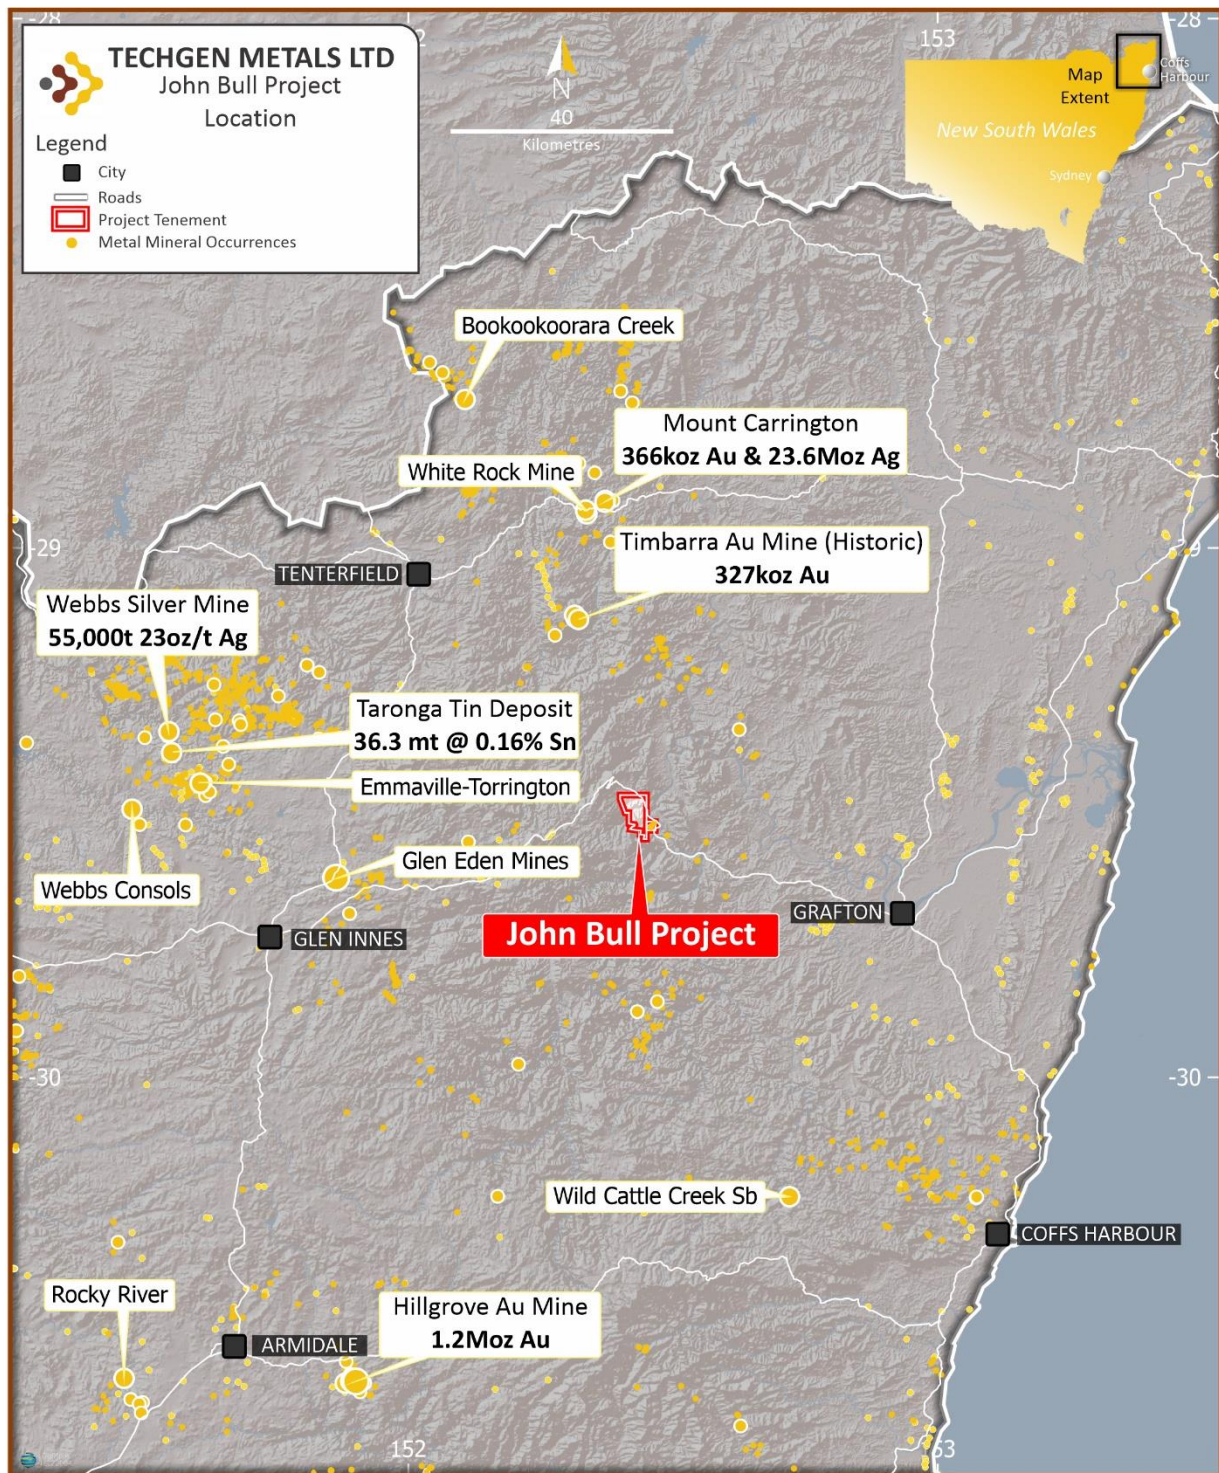 -28
152
153
-28
TECHGEN METALS LTD
John Bull Project
Location
Legend
City
Roads
Project Tenement
Metal Mineral Occurrences
N
40
Kilometres
Map
Extent
Coffs
Harbour
New South Wales
Sydney
Bookookoorara Creek
Mount Carrington
366koz Au & 23.6Moz Ag
White Rock Mine
-29
-29
Timbarra Au Mine (Historic)
327koz Au
TENTERFIELD
Webbs Silver Mine
55,000t 23oz/t Ag
Taronga Tin Deposit
36.3 mt @ 0.16% Sn
Emmaville-Torrington
Glen Eden Mines
Webbs Consols
GRAFTON
John Bull Project
GLEN INNES
-30
-30
Wild Cattle Creek Sb
COFFS HARBOUR
Rocky River
Hillgrove Au Mine
1.2Moz Au
ARMIDALE
152
153